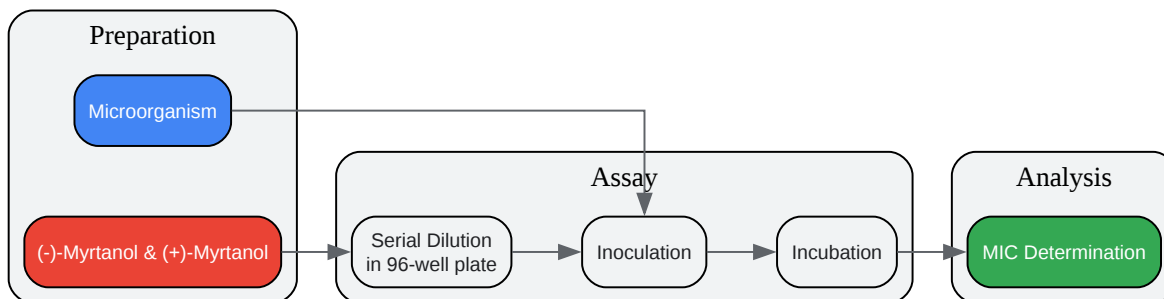 Preparation
Microorganism
(-)-Myrtanol & (+)-Myrtanol
Assay
Serial Dilution
in 96-well plate
Inoculation
Incubation
Analysis
MIC Determination